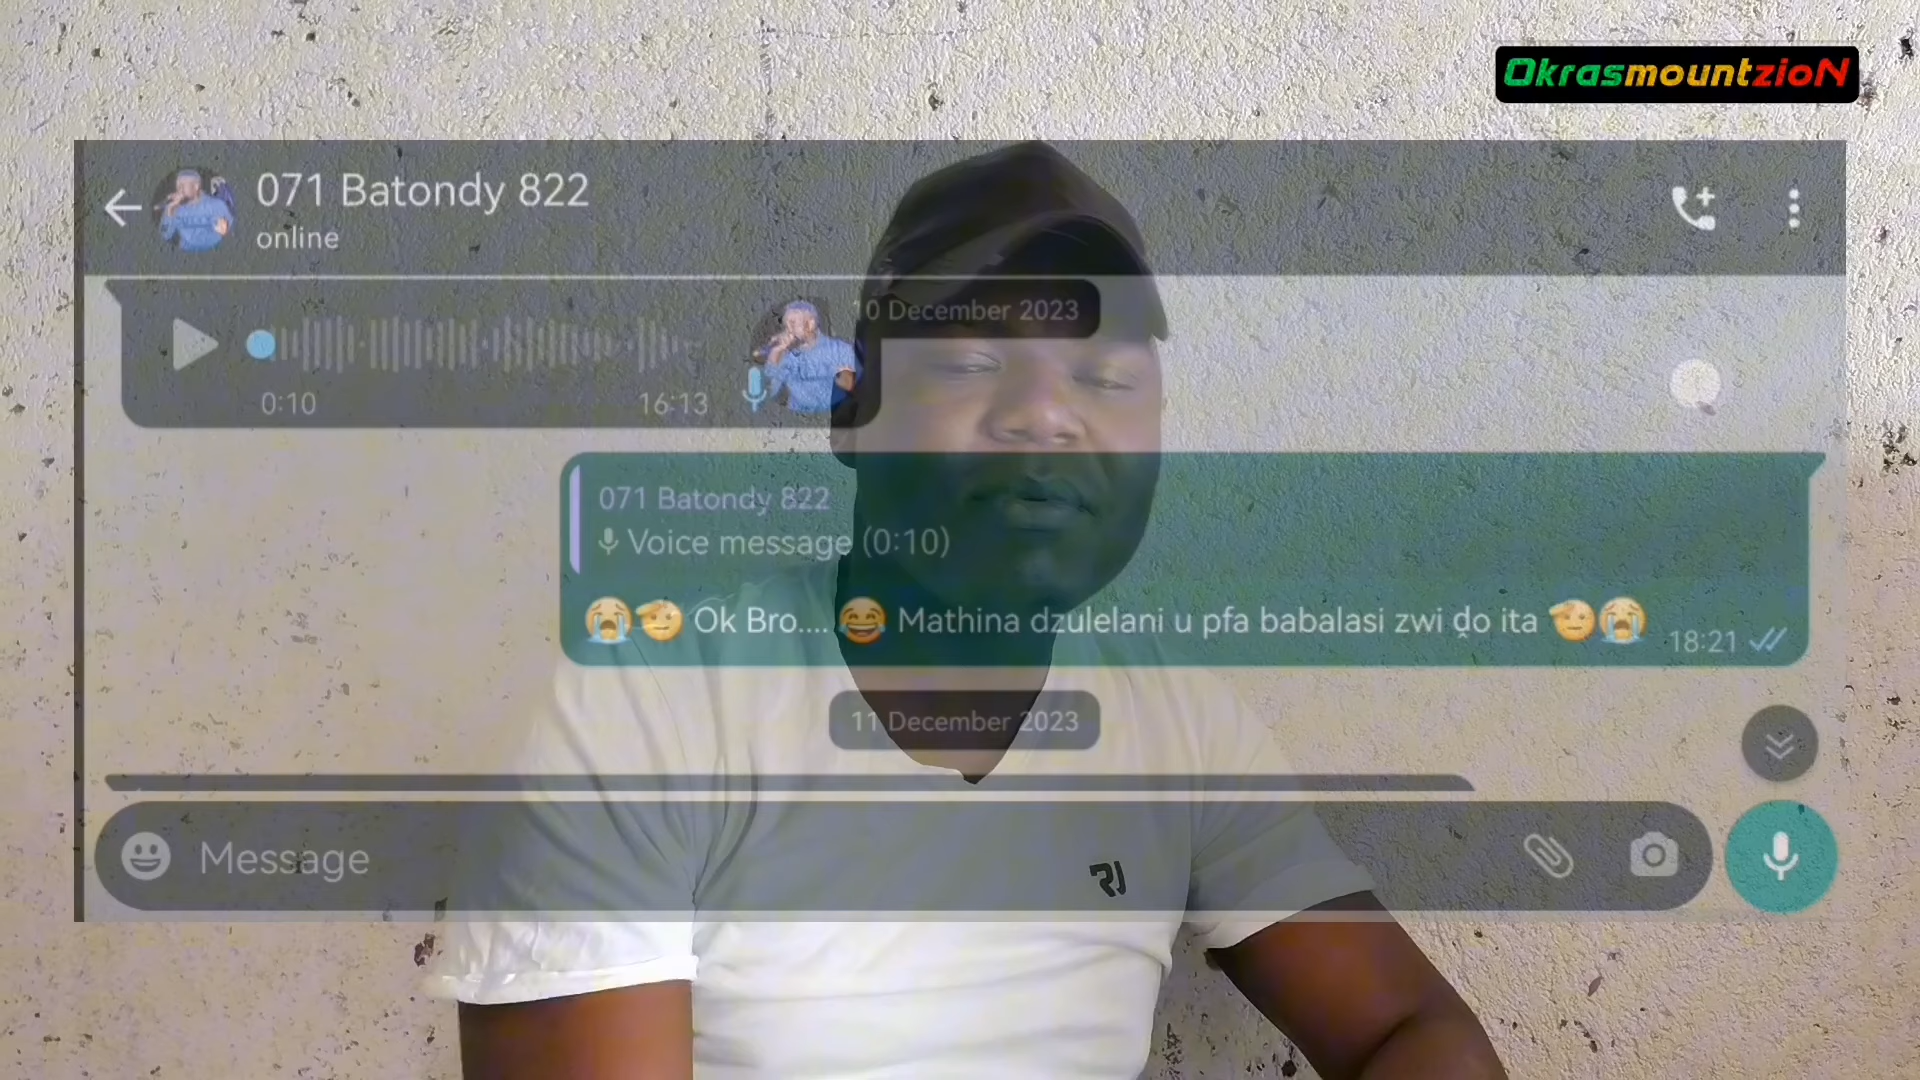 OkrasmountzioN
071 Batondy 822
online
10 December 2023
0:10
16:13
071 Batondy 822
Voice message (0:10)
😭🫡 Ok Bro.... 😂 Mathina dzulelani u pfa babalasi zwi ḓo ita 🫡😭
18:21
11 December 2023
Message
RJ